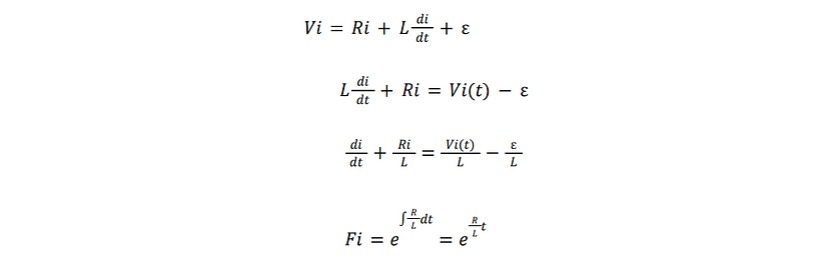 Vi = Ri + L di/dt + ε
L di/dt + Ri = Vi(t) − ε
di/dt + Ri/L = Vi(t)/L − ε/L
Fi = e^(∫ R/L dt) = e^(R/L t)